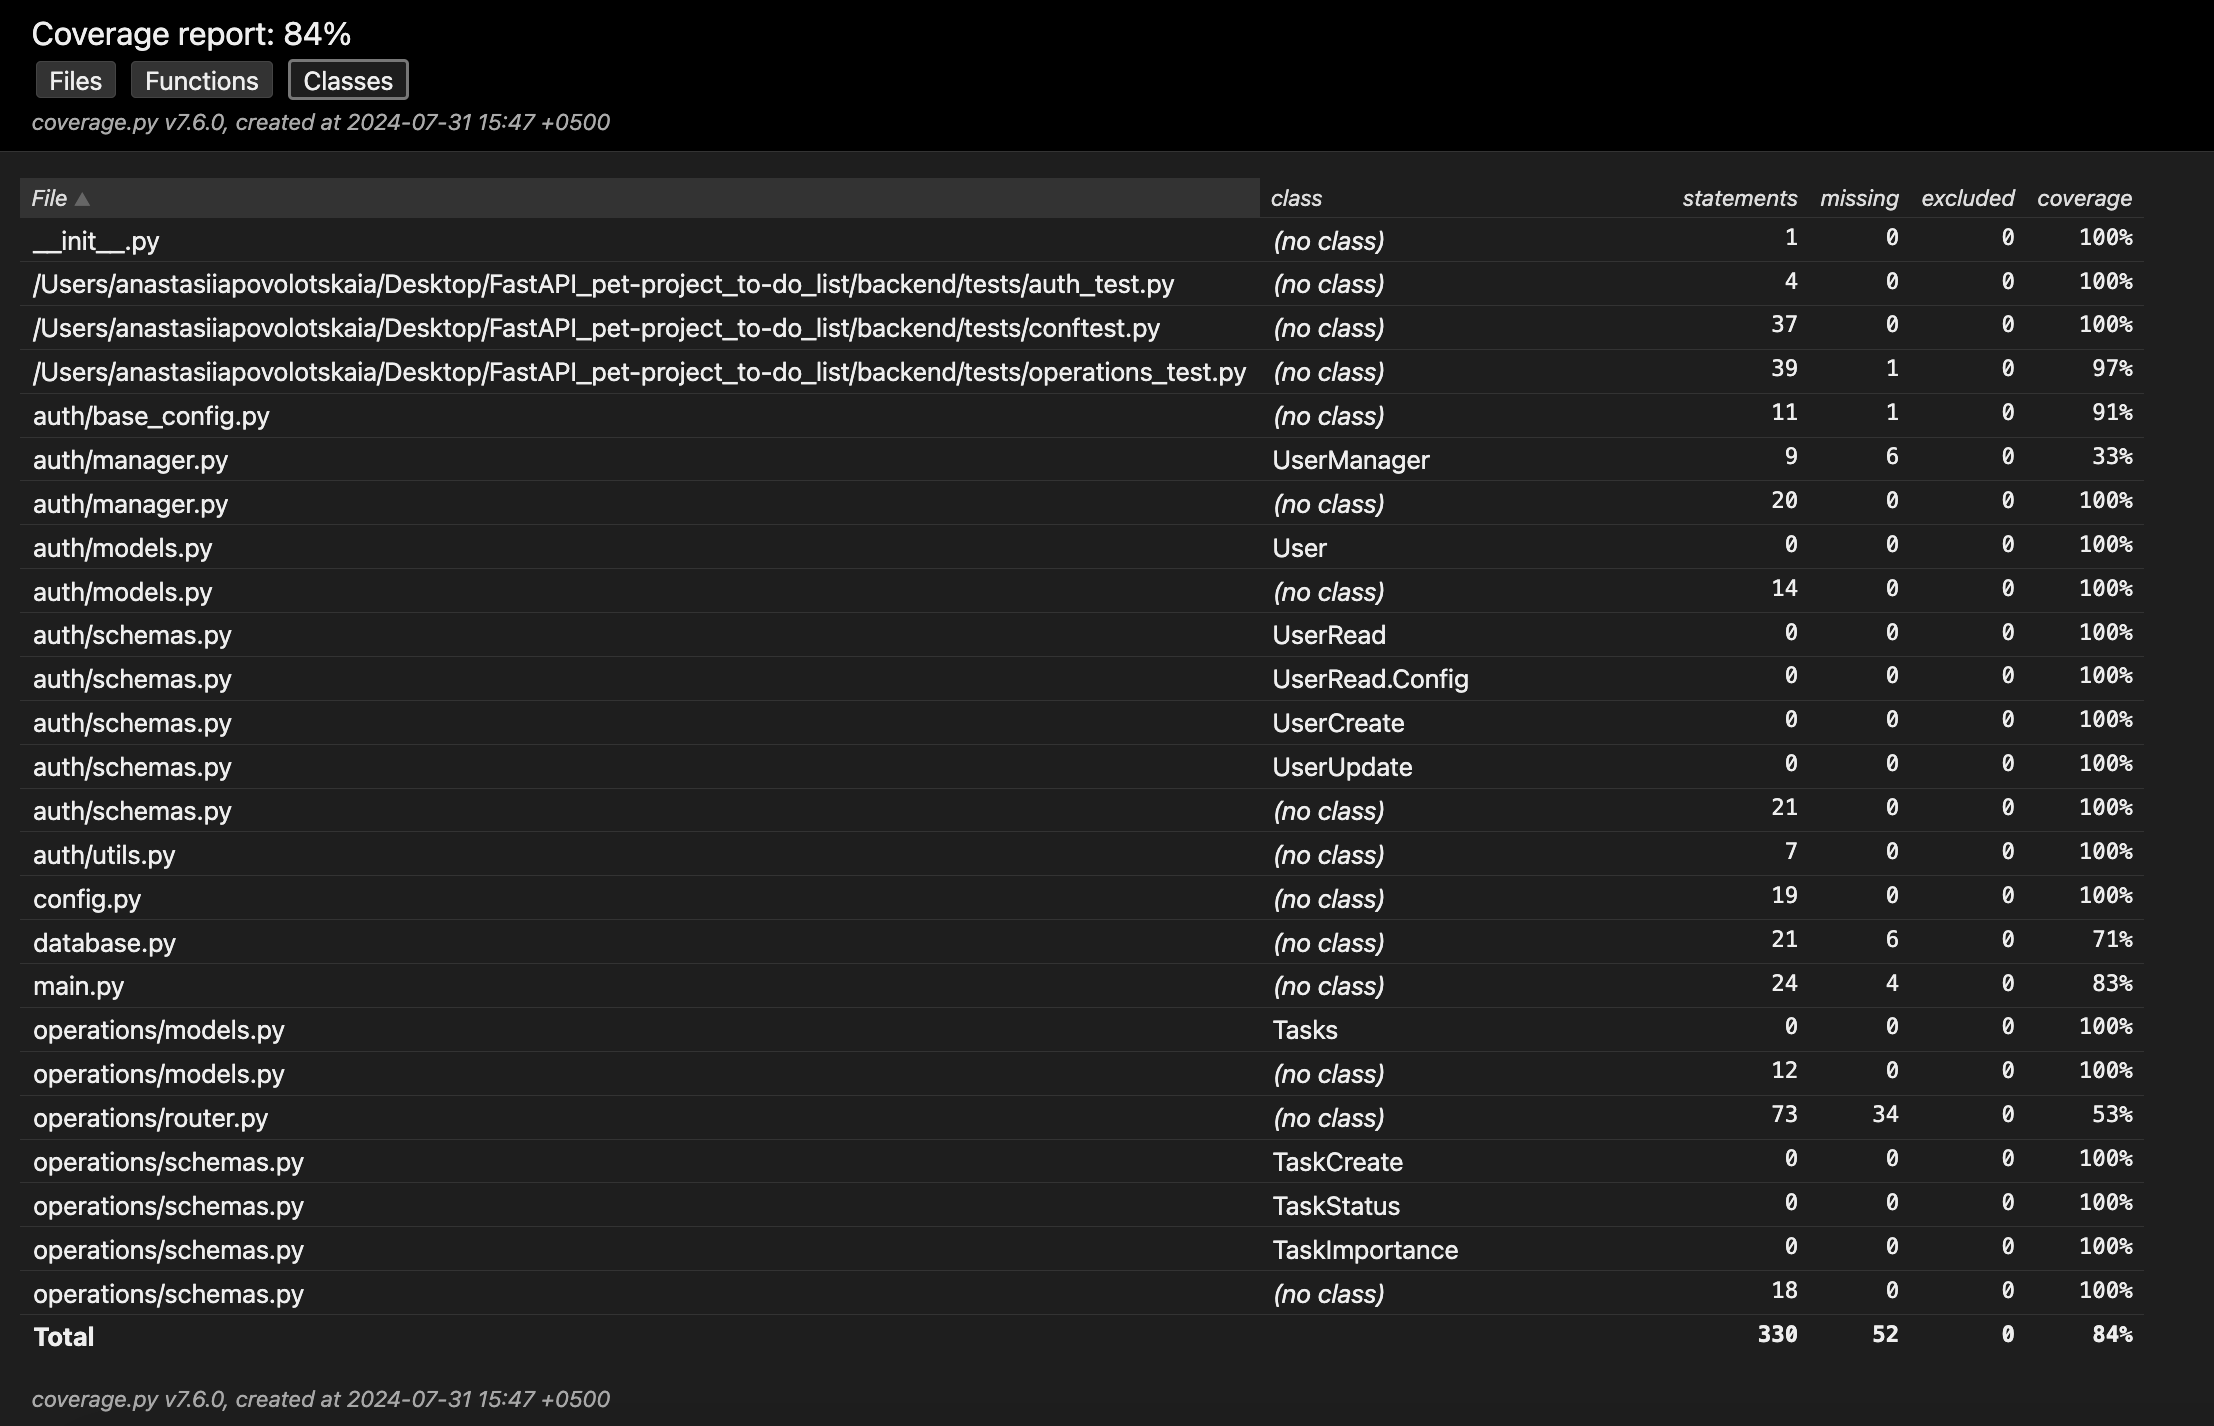 Coverage report: 84%
Files Functions Classes
coverage.py v7.6.0, created at 2024-07-31 15:47 +0500
File ▲ class statements missing excluded coverage
__init__.py (no class) 1 0 0 100%
/Users/anastasiiapovolotskaia/Desktop/FastAPI_pet-project_to-do_list/backend/tests/auth_test.py (no class) 4 0 0 100%
/Users/anastasiiapovolotskaia/Desktop/FastAPI_pet-project_to-do_list/backend/tests/conftest.py (no class) 37 0 0 100%
/Users/anastasiiapovolotskaia/Desktop/FastAPI_pet-project_to-do_list/backend/tests/operations_test.py (no class) 39 1 0 97%
auth/base_config.py (no class) 11 1 0 91%
auth/manager.py UserManager 9 6 0 33%
auth/manager.py (no class) 20 0 0 100%
auth/models.py User 0 0 0 100%
auth/models.py (no class) 14 0 0 100%
auth/schemas.py UserRead 0 0 0 100%
auth/schemas.py UserRead.Config 0 0 0 100%
auth/schemas.py UserCreate 0 0 0 100%
auth/schemas.py UserUpdate 0 0 0 100%
auth/schemas.py (no class) 21 0 0 100%
auth/utils.py (no class) 7 0 0 100%
config.py (no class) 19 0 0 100%
database.py (no class) 21 6 0 71%
main.py (no class) 24 4 0 83%
operations/models.py Tasks 0 0 0 100%
operations/models.py (no class) 12 0 0 100%
operations/router.py (no class) 73 34 0 53%
operations/schemas.py TaskCreate 0 0 0 100%
operations/schemas.py TaskStatus 0 0 0 100%
operations/schemas.py TaskImportance 0 0 0 100%
operations/schemas.py (no class) 18 0 0 100%
Total 330 52 0 84%
coverage.py v7.6.0, created at 2024-07-31 15:47 +0500